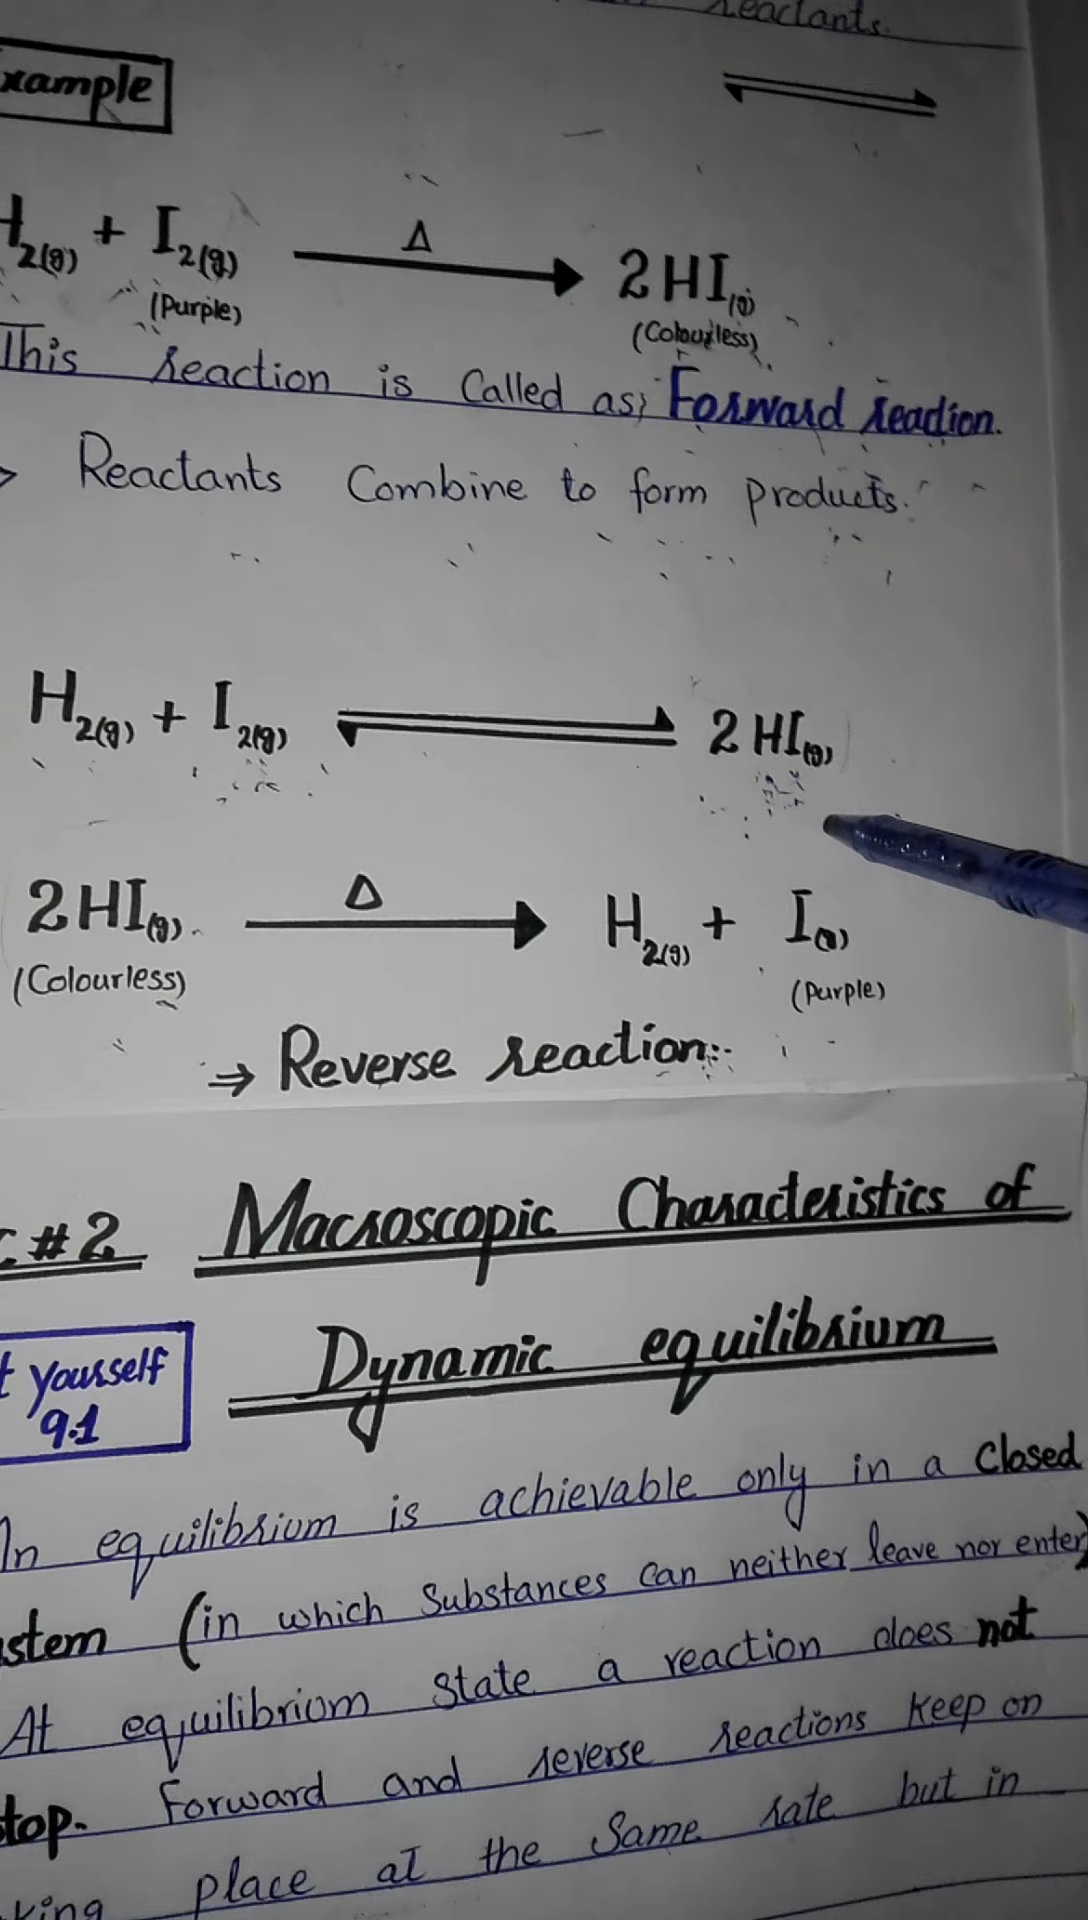 reactants.
xample
H2(g) + I2(g) Δ 2HI(g)
(Purple) (Colourless)
This reaction is Called as; Forward reaction.
> Reactants Combine to form products.
H2(g) + I2(g) ⇌ 2HI(g)
2HI(g) Δ H2(g) + I(g)
(Colourless) (Purple)
⇒ Reverse reaction:-
c #2 Macroscopic Characteristics of
Dynamic equilibrium
t yourself
9.1
In equilibrium is achievable only in a Closed
stem (in which Substances can neither leave nor enter)
At equilibrium state a reaction does not
top. Forward and reverse reactions keep on
king place at the Same rate but in